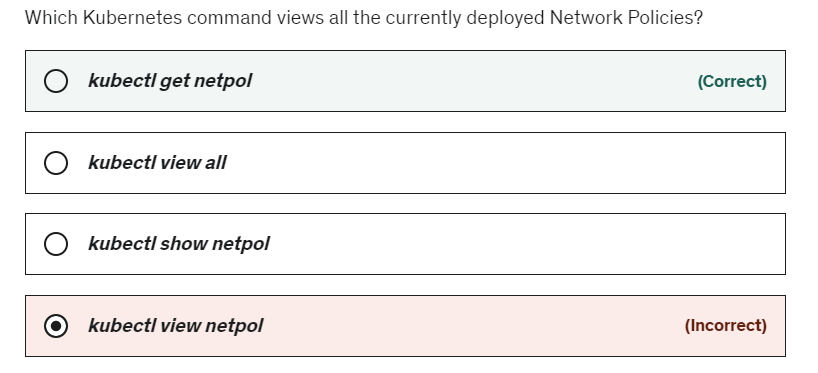 Which Kubernetes command views all the currently deployed Network Policies?
kubectl get netpol (Correct)
kubectl view all
kubectl show netpol
kubectl view netpol (Incorrect)